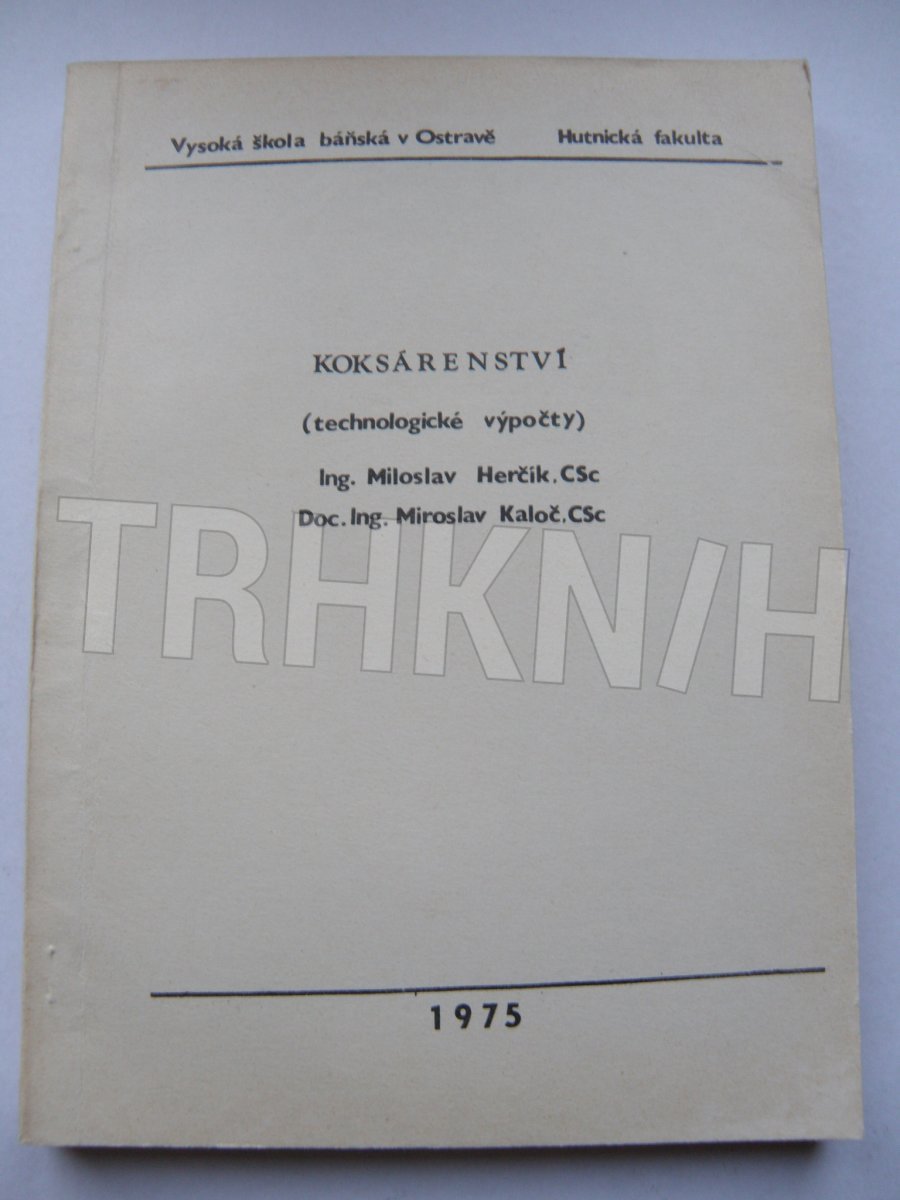 Vysoká škola báňská v Ostravě Hutnická fakulta
KOKSÁRENSTVÍ
(technologické výpočty)
Ing. Miloslav Herčík.CSc
Doc.Ing. Miroslav Kaloč.CSc
TRHKN/H
1975